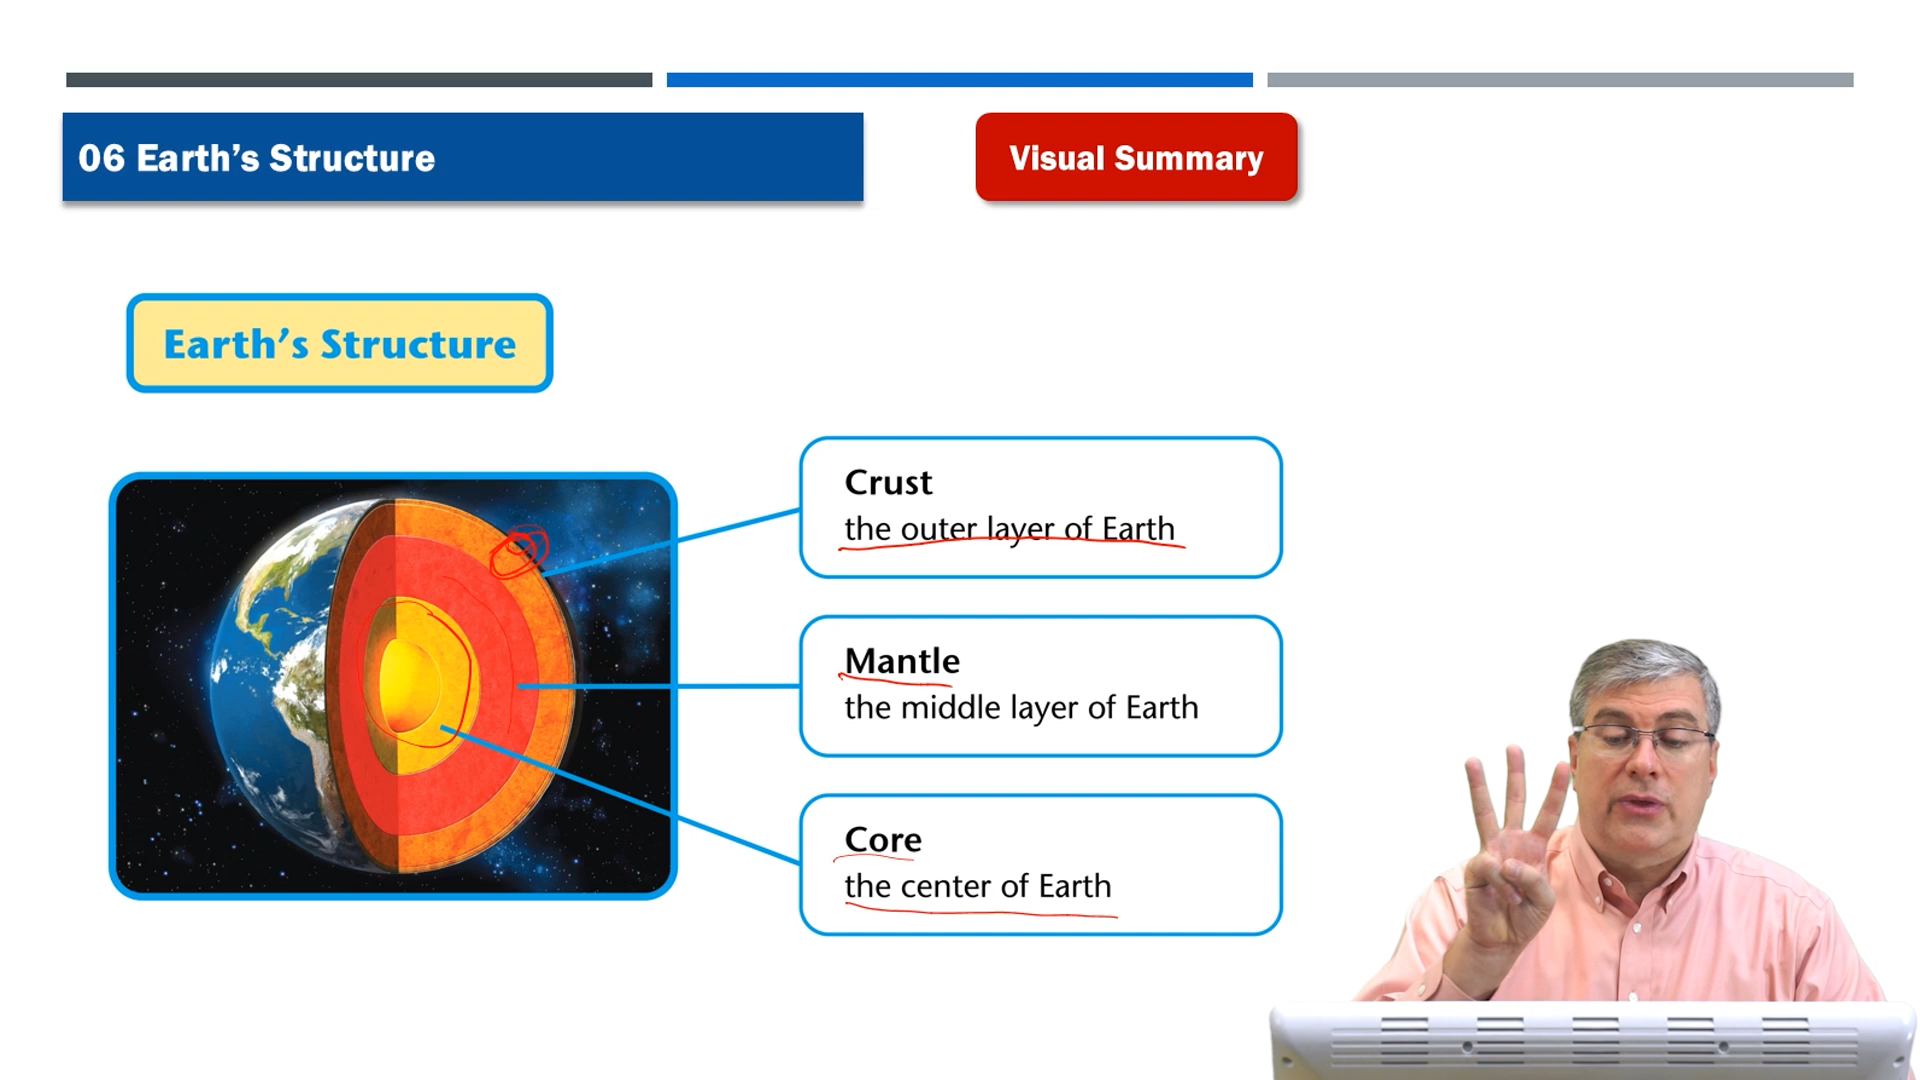 06 Earth’s Structure
Visual Summary
Earth’s Structure
Crust
the outer layer of Earth
Mantle
the middle layer of Earth
Core
the center of Earth